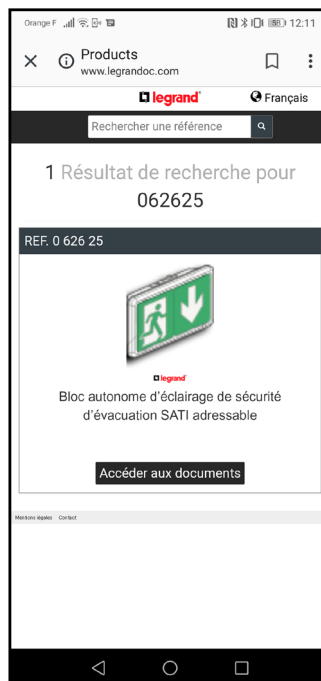 Orange F 58 12:11
Products
www.legrandoc.com
legrand
Français
Rechercher une référence
1 Résultat de recherche pour
062625
REF. 0 626 25
legrand
Bloc autonome d'éclairage de sécurité
d'évacuation SATI adressable
Accéder aux documents
Mentions légales Contact